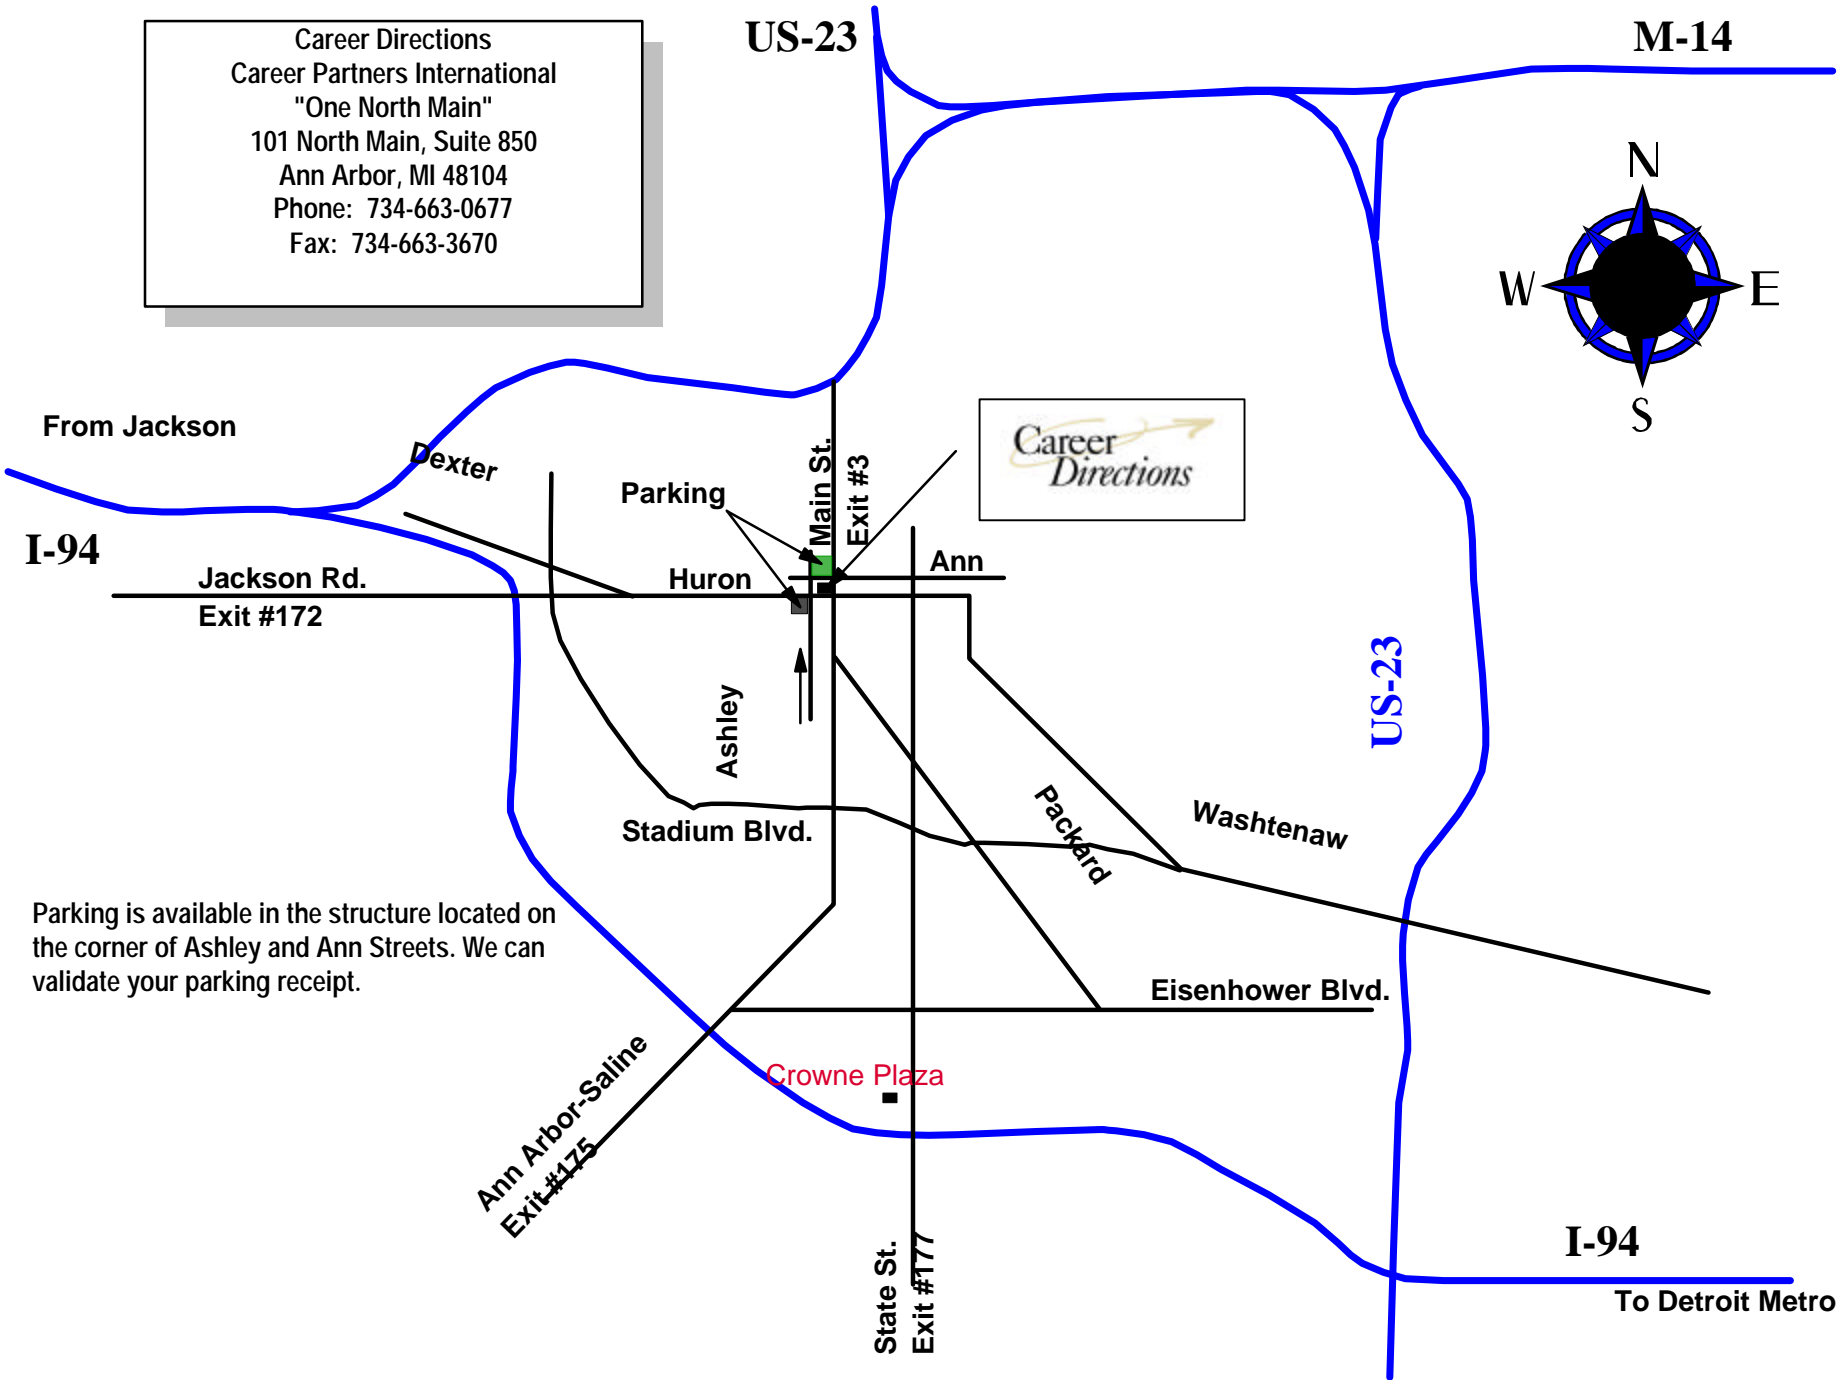 Career Directions
Career Partners International
"One North Main"
101 North Main, Suite 850
Ann Arbor, MI 48104
Phone: 734-663-0677
Fax: 734-663-3670
US-23
M-14
N
W
E
S
From Jackson
Dexter
Parking
Main St.
Exit #3
Career
Directions
I-94
Jackson Rd.
Exit #172
Huron
Ann
US-23
Ashley
Stadium Blvd.
Packard
Washtenaw
Parking is available in the structure located on
the corner of Ashley and Ann Streets. We can
validate your parking receipt.
Eisenhower Blvd.
Crowne Plaza
Ann Arbor-Saline
Exit #175
State St.
Exit #177
I-94
To Detroit Metro